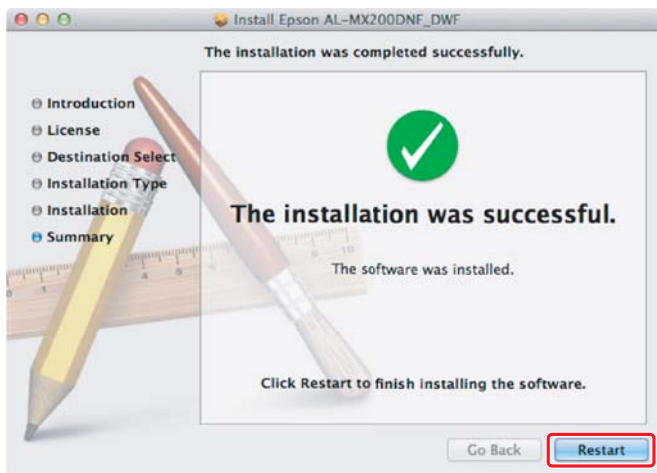 Install Epson AL-MX200DNF_DWF
The installation was completed successfully.
Introduction
License
Destination Select
Installation Type
Installation
Summary
The installation was successful.
The software was installed.
Click Restart to finish installing the software.
Go Back
Restart